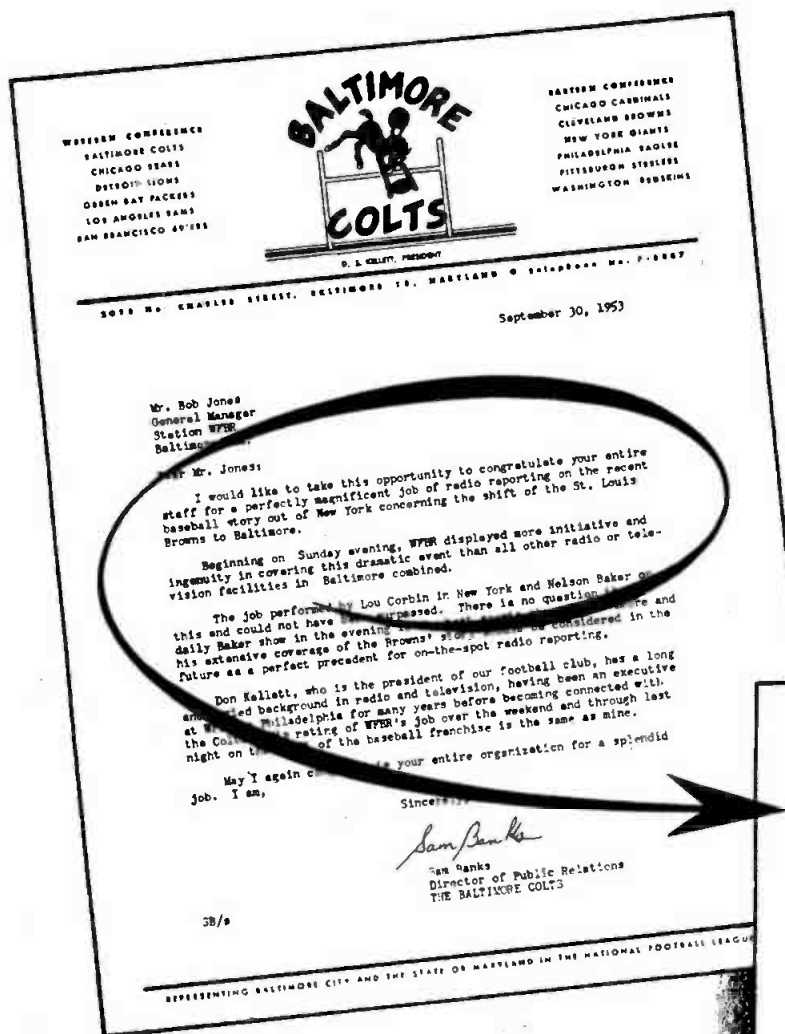 BALTIMORE
COLTS
D. S. KELLETT, PRESIDENT
WESTERN CONFERENCE
BALTIMORE COLTS
CHICAGO BEARS
DETROIT LIONS
GREEN BAY PACKERS
LOS ANGELES RAMS
SAN FRANCISCO 49'ERS
EASTERN CONFERENCE
CHICAGO CARDINALS
CLEVELAND BROWNS
NEW YORK GIANTS
PHILADELPHIA EAGLES
PITTSBURGH STEELERS
WASHINGTON REDSKINS
No. CHARLES STREET, BALTIMORE MARYLAND Telephone No.
September 30, 1953
Mr. Bob Jones
General Manager
Station WFBR
Mr. Jones:
I would like to take this opportunity to congratulate your entire
staff for a perfectly magnificent job of radio reporting on the recent
baseball story out of New York concerning the shift of the St. Louis
Browns to Baltimore.
Beginning on Sunday evening, WFBR displayed more initiative and
ingenuity in covering this dramatic event than all other radio or tele-
vision facilities in Baltimore combined.
The job performed by Lou Corbin in New York and Nelson Baker on
this end could not have passed. There is no question
daily Baker show in the evening and
his extensive coverage of the Browns' considered in the
future as a perfect precedent for on-the-spot radio reporting.
Don Kellett, who is the president of our football club, has a long
and background in radio and television, having been an executive
at Philadelphia for many years before becoming connected with
the rating of WFBR's job over the weekend and through last
night on of the baseball franchise is the same as mine.
May I again your entire organization for a splendid
job. I am,
Sam Banks
Sam Banks
Director of Public Relations
THE BALTIMORE COLTS
SB/s
REPRESENTING BALTIMORE CITY AND THE STATE OF MARYLAND IN THE NATIONAL FOOTBALL LEAGUE